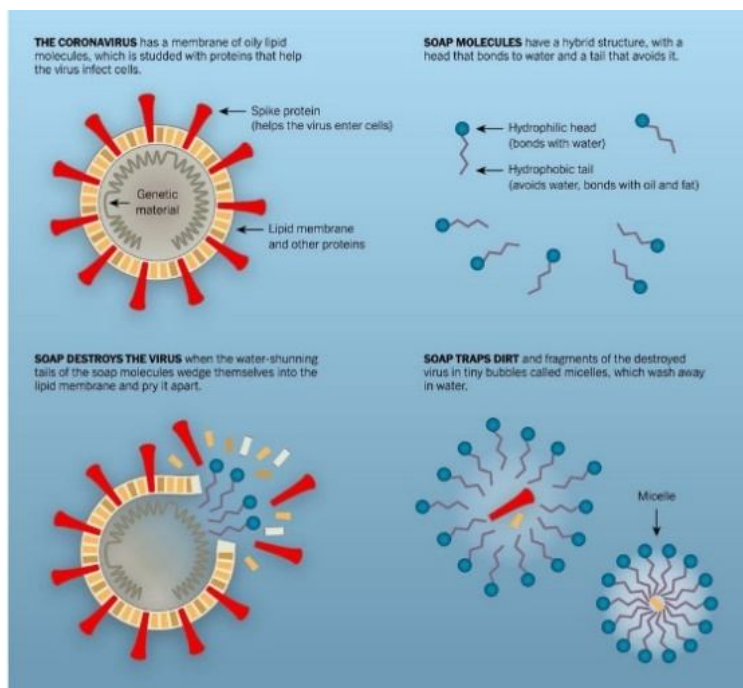 THE CORONAVIRUS has a membrane of oily lipid
molecules, which is studded with proteins that help
the virus infect cells.
Spike protein
(helps the virus enter cells)
Genetic
material
Lipid membrane
and other proteins
SOAP MOLECULES have a hybrid structure, with a
head that bonds to water and a tail that avoids it.
Hydrophilic head
(bonds with water)
Hydrophobic tail
(avoids water, bonds with oil and fat)
SOAP DESTROYS THE VIRUS when the water-shunning
tails of the soap molecules wedge themselves into the
lipid membrane and pry it apart.
SOAP TRAPS DIRT and fragments of the destroyed
virus in tiny bubbles called micelles, which wash away
in water.
Micelle